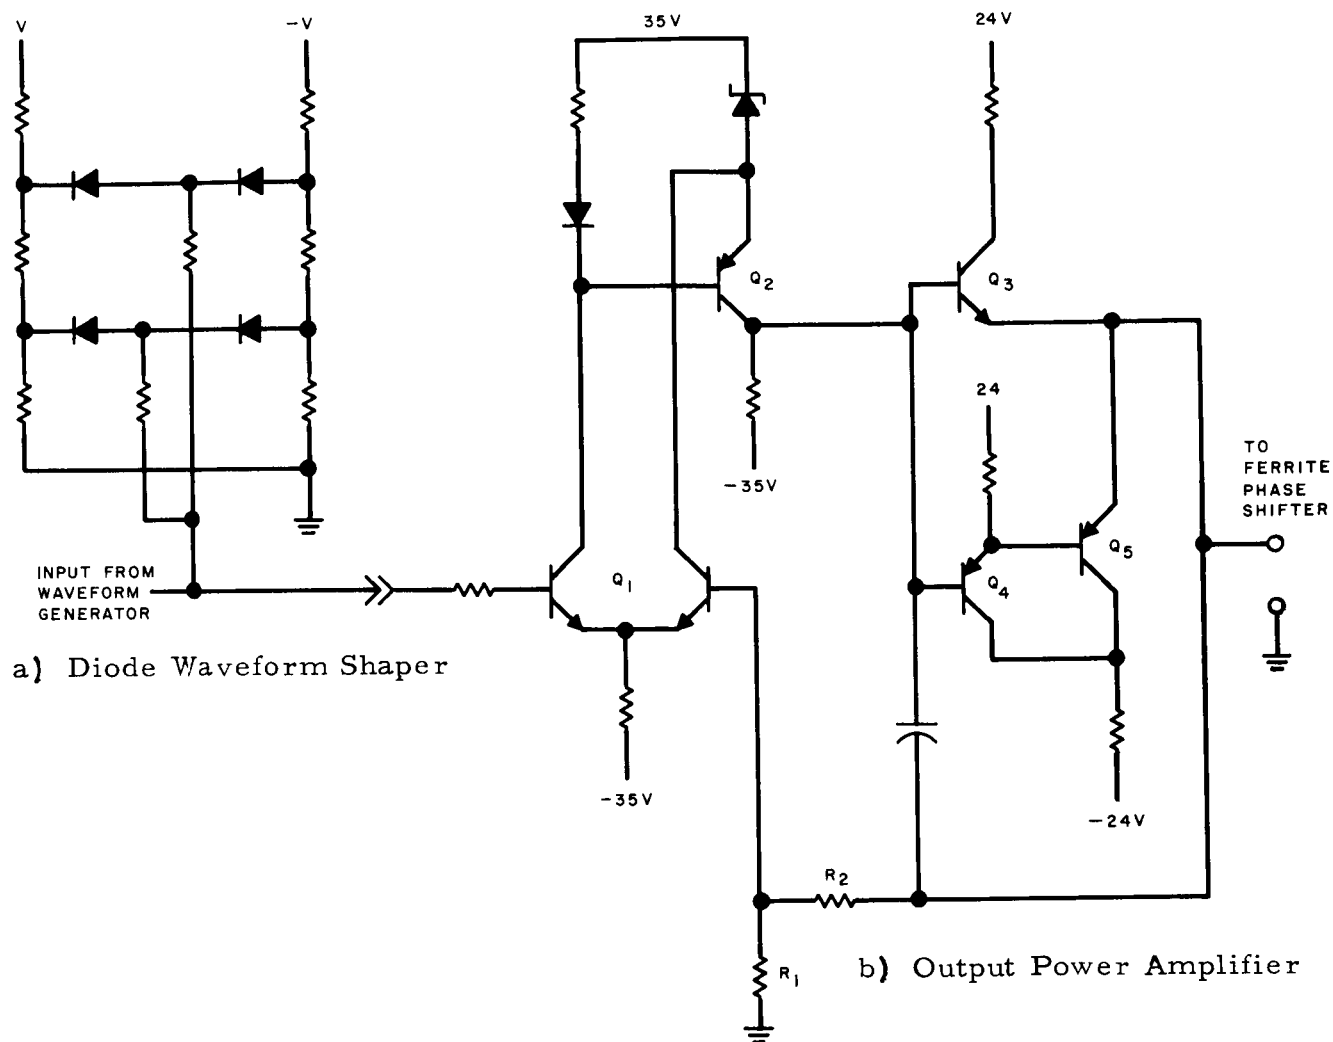 V
-V
35V
24V
Q2
Q3
24
-35V
TO
FERRITE
PHASE
SHIFTER
INPUT FROM
WAVEFORM
GENERATOR
Q1
Q4
Q5
a) Diode Waveform Shaper
-35V
-24V
R2
R1
b) Output Power Amplifier